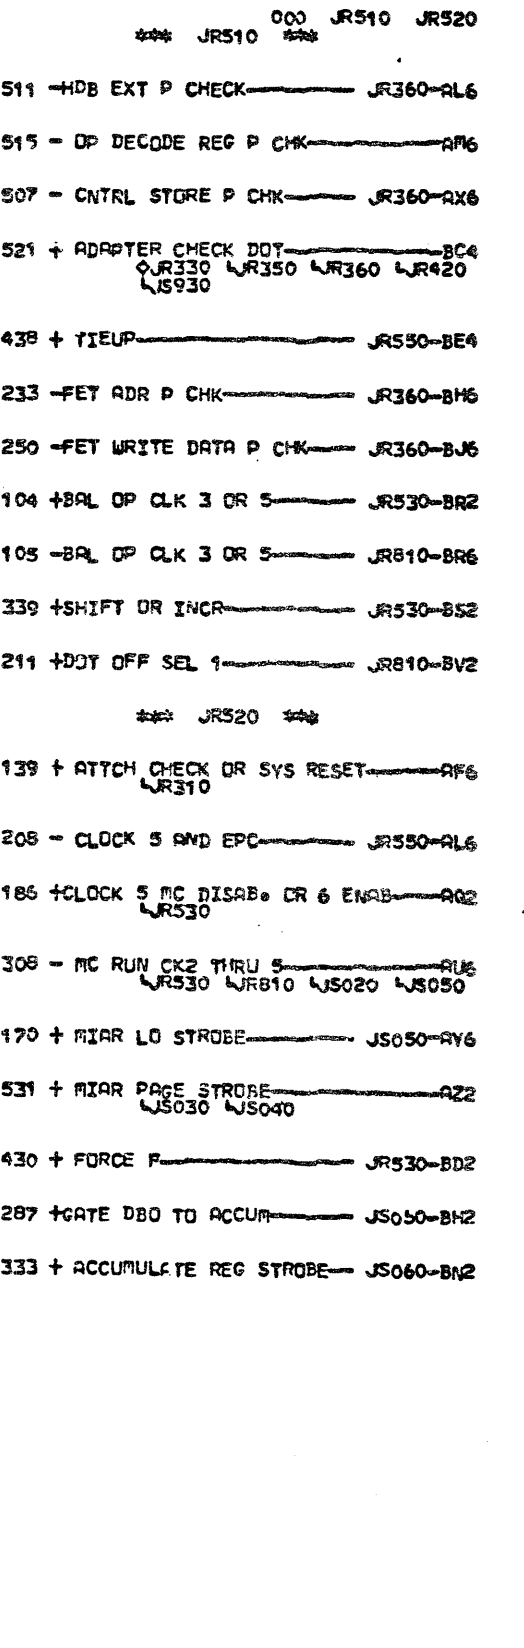 000 JR510 JR520
*** JR510 ***
511 -HDB EXT P CHECK JR360-AL6
515 - OP DECODE REG P CHK AM6
507 - CNTRL STORE P CHK JR360-AX6
521 + ADAPTER CHECK DOT BC4
JR330 JR350 JR360 JR420
JS930
438 + TIEUP JR550-BE4
233 -FET ADR P CHK JR360-BH6
250 -FET WRITE DATA P CHK JR360-BJ6
104 +BAL OP CLK 3 OR 5 JR530-BR2
105 -BAL OP CLK 3 OR 5 JR810-BR6
339 +SHIFT OR INCR JR530-BS2
211 +DOT OFF SEL 1 JR810-BV2
*** JR520 ***
139 + ATTCH CHECK OR SYS RESET AF6
JR310
208 - CLOCK 5 AND EPC JR550-AL6
186 +CLOCK 5 MC DISAB. OR 6 ENAB AQ2
JR530
308 - MC RUN CK2 THRU 5 AU6
JR530 JR810 JS020 JS050
170 + MIAR LO STROBE JS050-AY6
531 + MIAR PAGE STROBE AZ2
JS030 JS040
430 + FORCE P JR530-BD2
287 +GATE DBO TO ACCUM JS050-BH2
333 + ACCUMULATE REG STROBE JS060-BN2